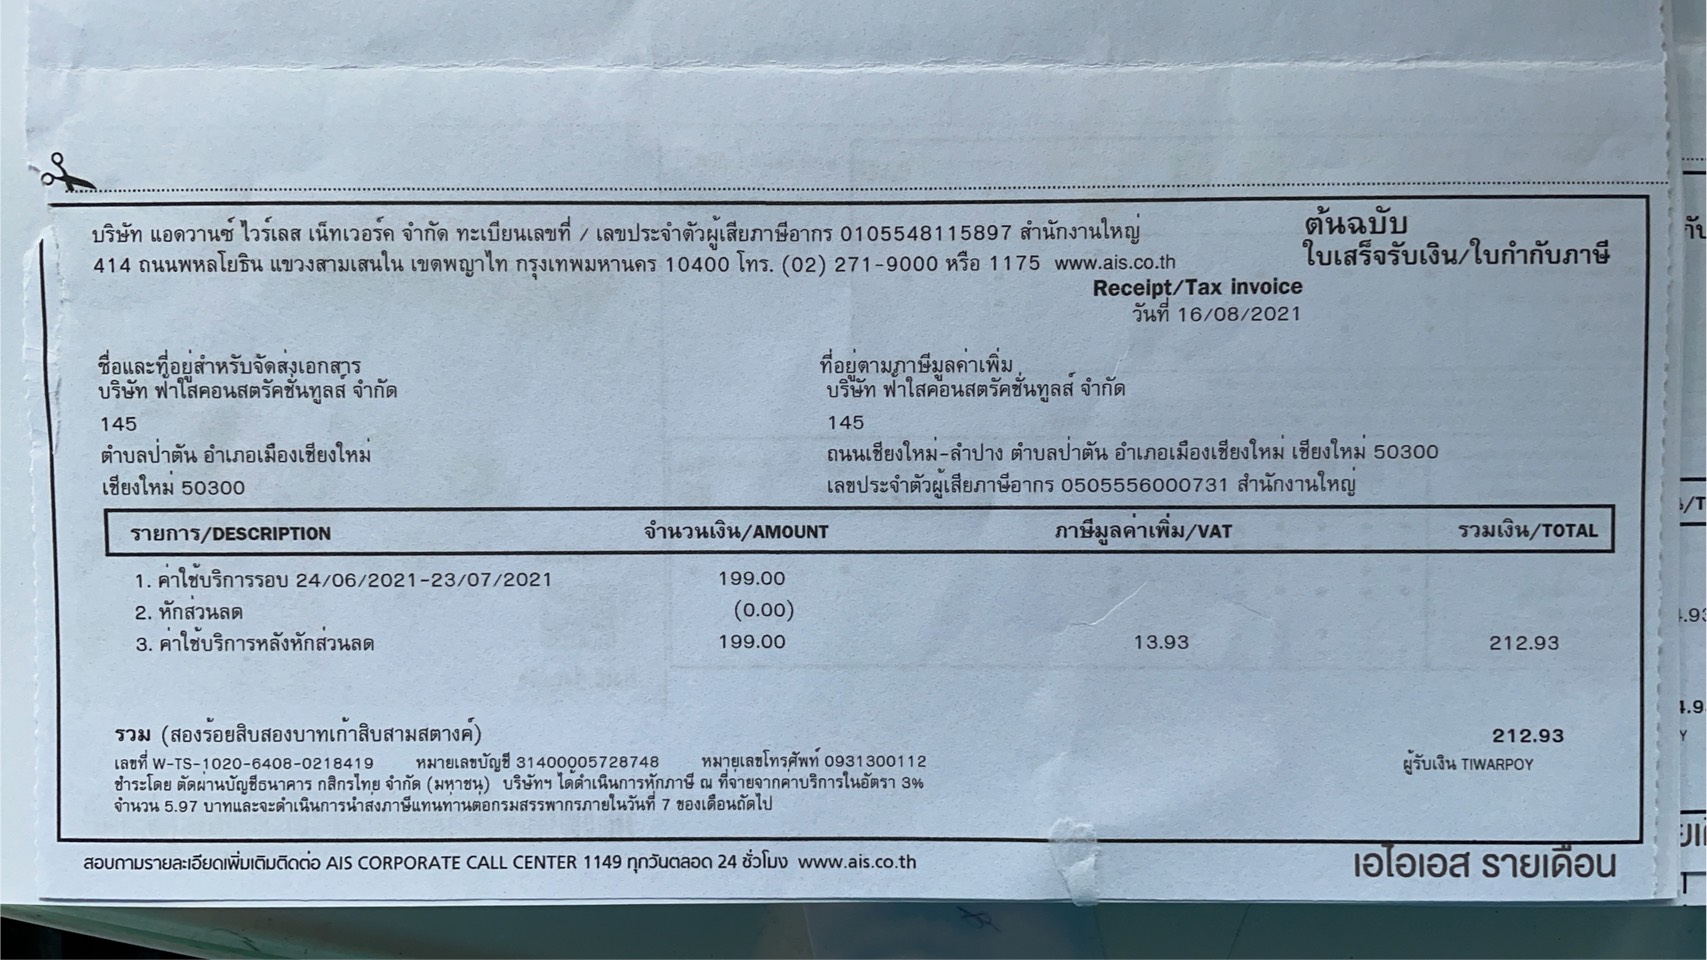 บริษัท แอดวานซ์ ไวร์เลส เน็ทเวอร์ค จำกัด ทะเบียนเลขที่ / เลขประจำตัวผู้เสียภาษีอากร 0105548115897 สำนักงานใหญ่
414 ถนนพหลโยธิน แขวงสามเสนใน เขตพญาไท กรุงเทพมหานคร 10400 โทร. (02) 271-9000 หรือ 1175 www.ais.co.th
ต้นฉบับ
ใบเสร็จรับเงิน/ใบกำกับภาษี
Receipt/Tax invoice
วันที่ 16/08/2021
ชื่อและที่อยู่สำหรับจัดส่งเอกสาร
บริษัท ฟ้าใสคอนสตรัคชั่นทูลส์ จำกัด
145
ตำบลป่าตัน อำเภอเมืองเชียงใหม่
เชียงใหม่ 50300
ที่อยู่ตามภาษีมูลค่าเพิ่ม
บริษัท ฟ้าใสคอนสตรัคชั่นทูลส์ จำกัด
145
ถนนเชียงใหม่-ลำปาง ตำบลป่าตัน อำเภอเมืองเชียงใหม่ เชียงใหม่ 50300
เลขประจำตัวผู้เสียภาษีอากร 0505556000731 สำนักงานใหญ่
รายการ/DESCRIPTION จำนวนเงิน/AMOUNT ภาษีมูลค่าเพิ่ม/VAT รวมเงิน/TOTAL
1. ค่าใช้บริการรอบ 24/06/2021-23/07/2021 199.00
2. หักส่วนลด (0.00)
3. ค่าใช้บริการหลังหักส่วนลด 199.00 13.93 212.93
รวม (สองร้อยสิบสองบาทเก้าสิบสามสตางค์) 212.93
เลขที่ W-TS-1020-6408-0218419 หมายเลขบัญชี 31400005728748 หมายเลขโทรศัพท์ 0931300112 ผู้รับเงิน TIWARPOY
ชำระโดย ตัดผ่านบัญชีธนาคาร กสิกรไทย จำกัด (มหาชน) บริษัทฯ ได้ดำเนินการหักภาษี ณ ที่จ่ายจากค่าบริการในอัตรา 3%
จำนวน 5.97 บาทและจะดำเนินการนำส่งภาษีแทนท่านต่อกรมสรรพากรภายในวันที่ 7 ของเดือนถัดไป
สอบถามรายละเอียดเพิ่มเติมติดต่อ AIS CORPORATE CALL CENTER 1149 ทุกวันตลอด 24 ชั่วโมง www.ais.co.th
เอไอเอส รายเดือน